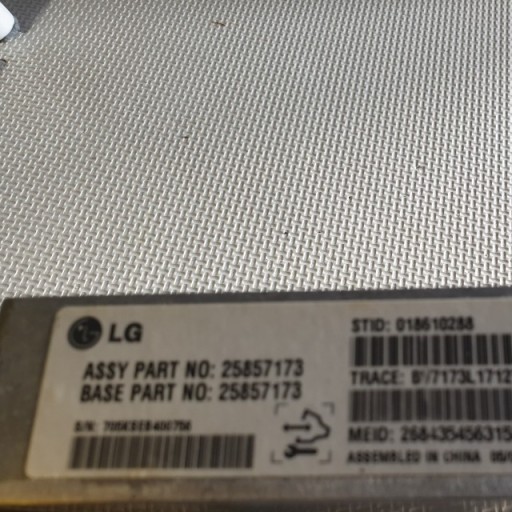 LG
ASSY PART NO: 25857173
BASE PART NO: 25857173
S/N:
STID: 018610288
TRACE:
MEID:
ASSEMBLED IN CHINA